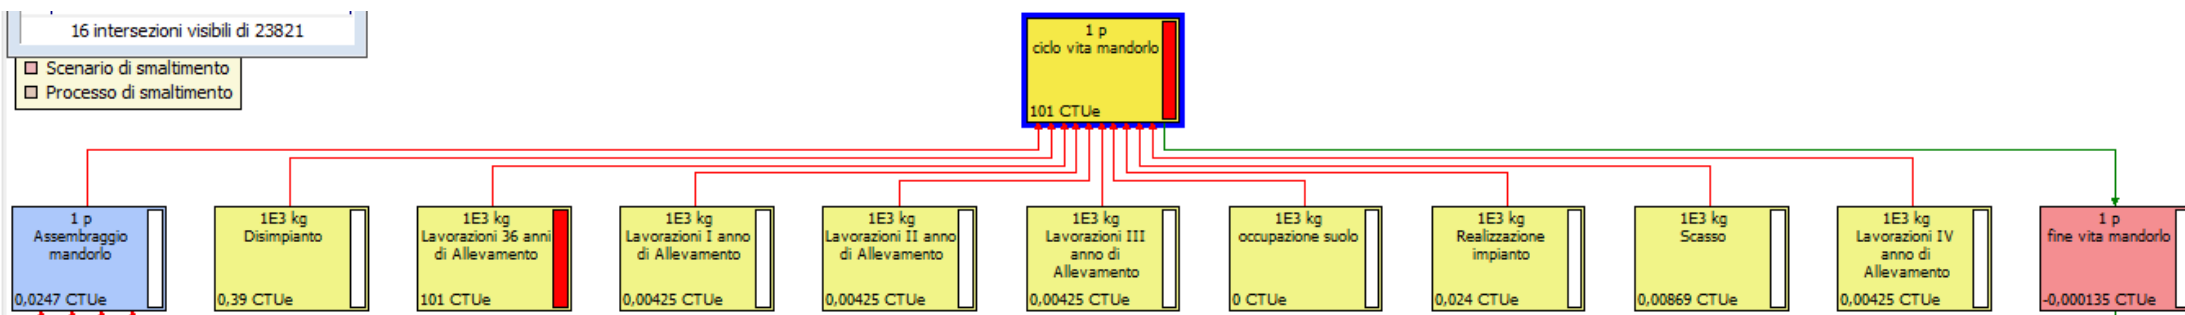 16 intersezioni visibili di 23821
Scenario di smaltimento
Processo di smaltimento
1 p
ciclo vita mandorlo
101 CTUe
1 p
Assembraggio
mandorlo
0,0247 CTUe
1E3 kg
Disimpianto
0,39 CTUe
1E3 kg
Lavorazioni 36 anni
di Allevamento
101 CTUe
1E3 kg
Lavorazioni I anno
di Allevamento
0,00425 CTUe
1E3 kg
Lavorazioni II anno
di Allevamento
0,00425 CTUe
1E3 kg
Lavorazioni III
anno di
Allevamento
0,00425 CTUe
1E3 kg
occupazione suolo
0 CTUe
1E3 kg
Realizzazione
impianto
0,024 CTUe
1E3 kg
Scasso
0,00869 CTUe
1E3 kg
Lavorazioni IV
anno di
Allevamento
0,00425 CTUe
1 p
fine vita mandorlo
-0,000135 CTUe